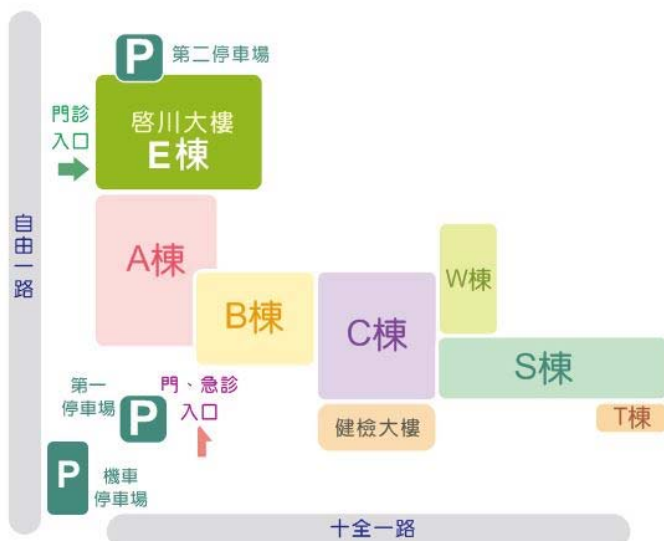 P
第二停車場
啓川大樓
E棟
門診
入口
自由一路
A棟
B棟
C棟
W棟
S棟
T棟
健檢大樓
第一
停車場
P
門、急診
入口
P
機車
停車場
十全一路